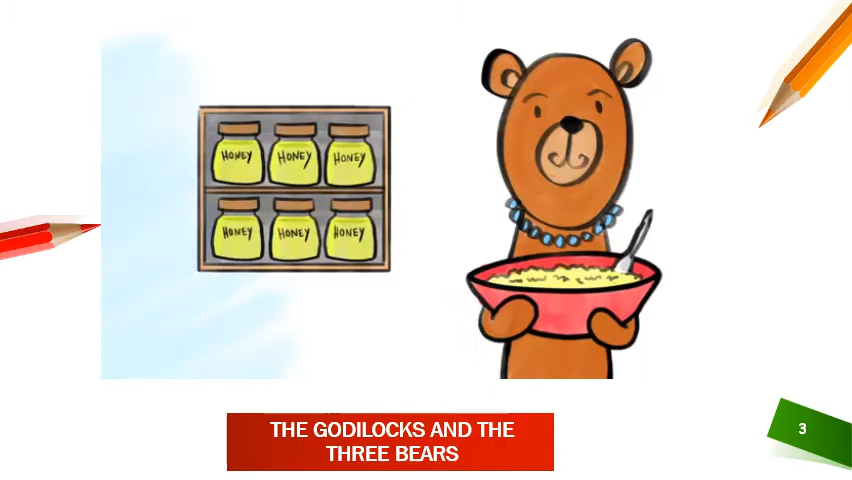 HONEY HONEY HONEY
HONEY HONEY HONEY
THE GODILOCKS AND THE
THREE BEARS
3